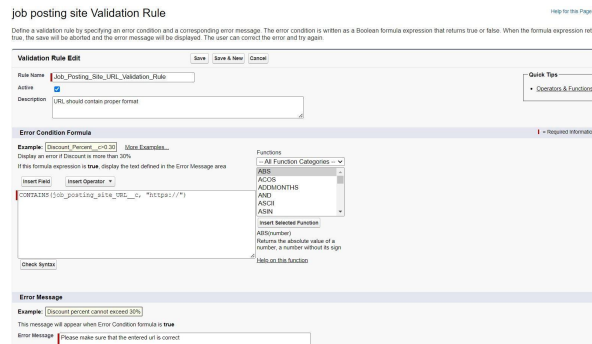 job posting site Validation Rule
Help for this Page
Define a validation rule by specifying an error condition and a corresponding error message. The error condition is written as a Boolean formula expression that returns true or false. When the formula expression ret
true, the save will be aborted and the error message will be displayed. The user can correct the error and try again.
Validation Rule Edit
Save Save & New Cancel
Rule Name Job_Posting_Site_URL_Validation_Rule
Quick Tips
Active
• Operators & Functions
Description URL should contain proper format
Error Condition Formula
= Required Informatio
Example: Discount_Percent__c>0.30 More Examples...
Display an error if Discount is more than 30%
If this formula expression is true, display the text defined in the Error Message area
Functions
-- All Function Categories --
Insert Field Insert Operator
ABS
ACOS
ADDMONTHS
AND
ASCII
ASIN
CONTAINS(job_posting_site_URL__c, "https://")
Insert Selected Function
ABS(number)
Returns the absolute value of a
number, a number without its sign
Help on this function
Check Syntax
Error Message
Example: Discount percent cannot exceed 30%
This message will appear when Error Condition formula is true
Error Message Please make sure that the entered url is correct